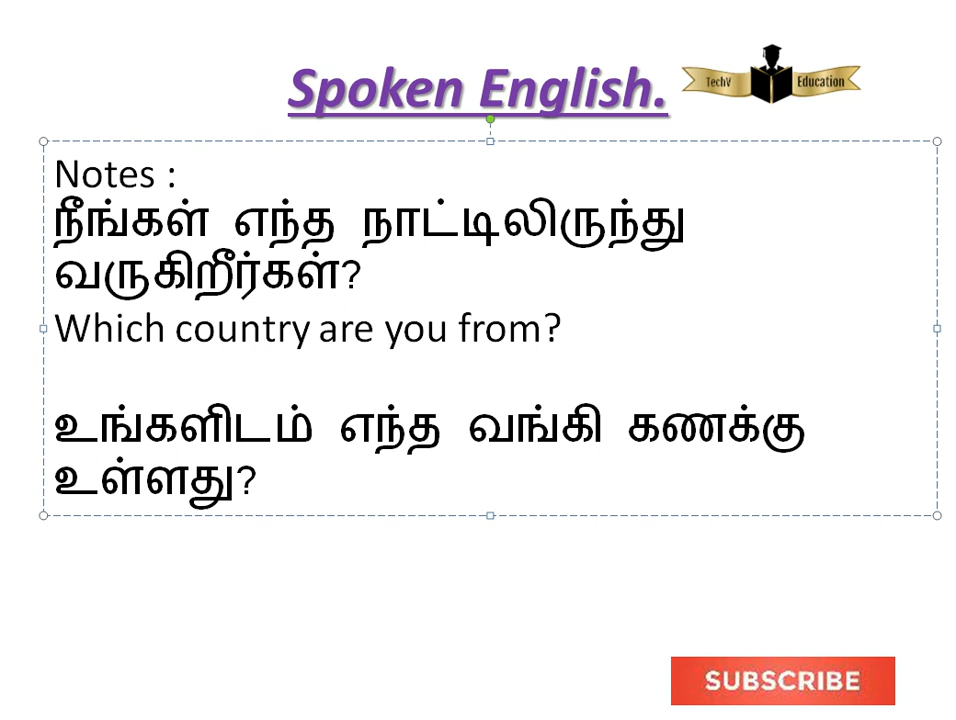 Spoken English.
TechV Education
Notes :
நீங்கள் எந்த நாட்டிலிருந்து
வருகிறீர்கள்?
Which country are you from?
உங்களிடம் எந்த வங்கி கணக்கு
உள்ளது?
SUBSCRIBE